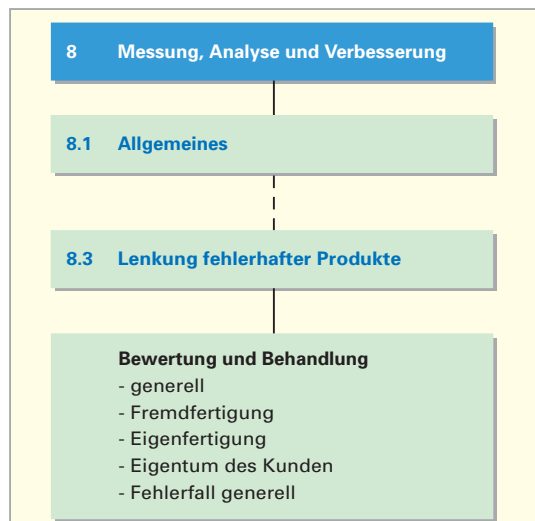 8 Messung, Analyse und Verbesserung
8.1 Allgemeines
8.3 Lenkung fehlerhafter Produkte
Bewertung und Behandlung
- generell
- Fremdfertigung
- Eigenfertigung
- Eigentum des Kunden
- Fehlerfall generell